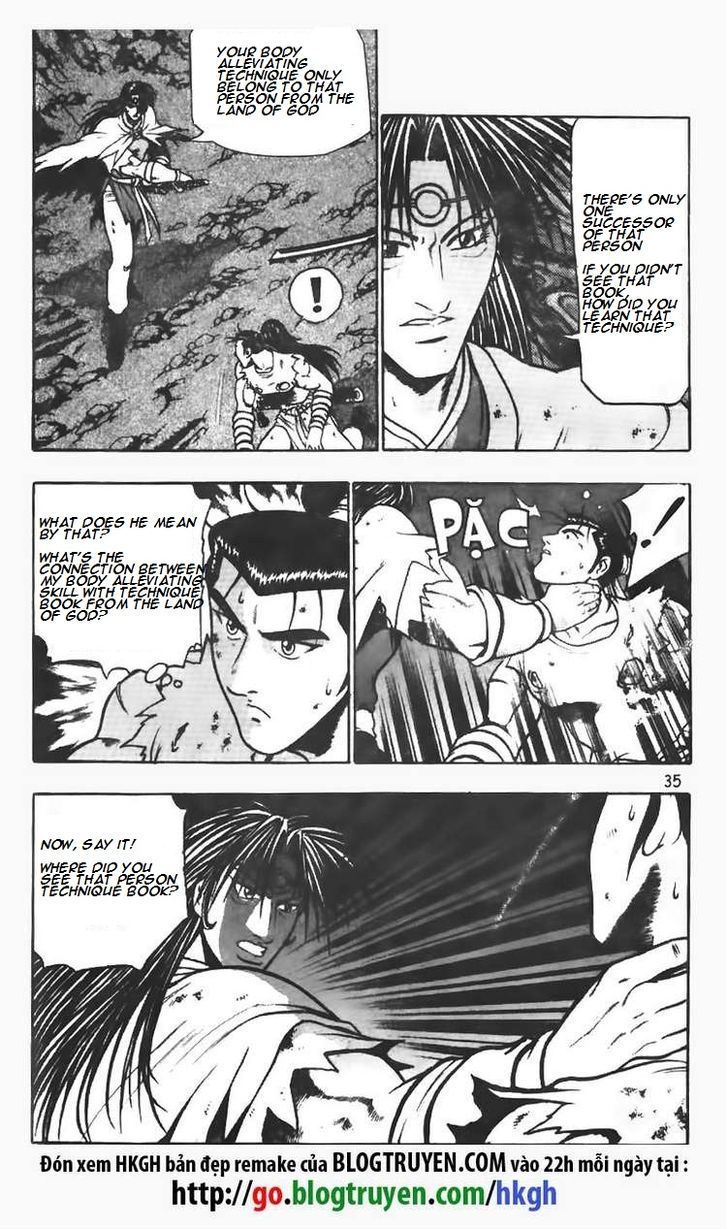 YOUR BODY
ALLEVIATING
TECHNIQUE ONLY
BELONG TO THAT
PERSON FROM THE
LAND OF GOD
THERE'S ONLY
ONE
SUCCESSOR
OF THAT
PERSON
IF YOU DIDN'T
SEE THAT
BOOK,
HOW DID YOU
LEARN THAT
TECHNIQUE?
!
WHAT DOES HE MEAN
BY THAT?
WHAT'S THE
CONNECTION BETWEEN
MY BODY ALLEVIATING
SKILL WITH TECHNIQUE
BOOK FROM THE LAND
OF GOD?
PẶC
!
35
NOW, SAY IT!
WHERE DID YOU
SEE THAT PERSON
TECHNIQUE BOOK?
Đón xem HKGH bản đẹp remake của BLOGTRUYEN.COM vào 22h mỗi ngày tại :
http://go.blogtruyen.com/hkgh